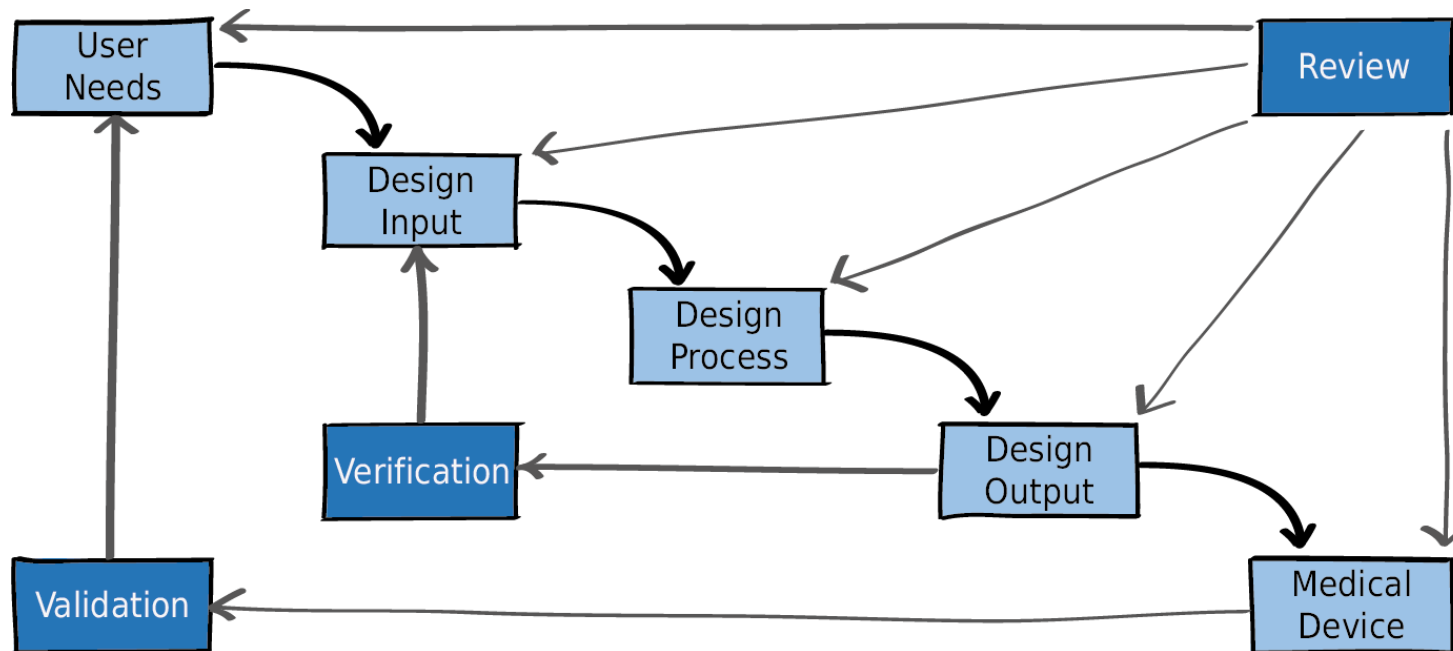 User
Needs
Review
Design
Input
Design
Process
Verification
Design
Output
Validation
Medical
Device